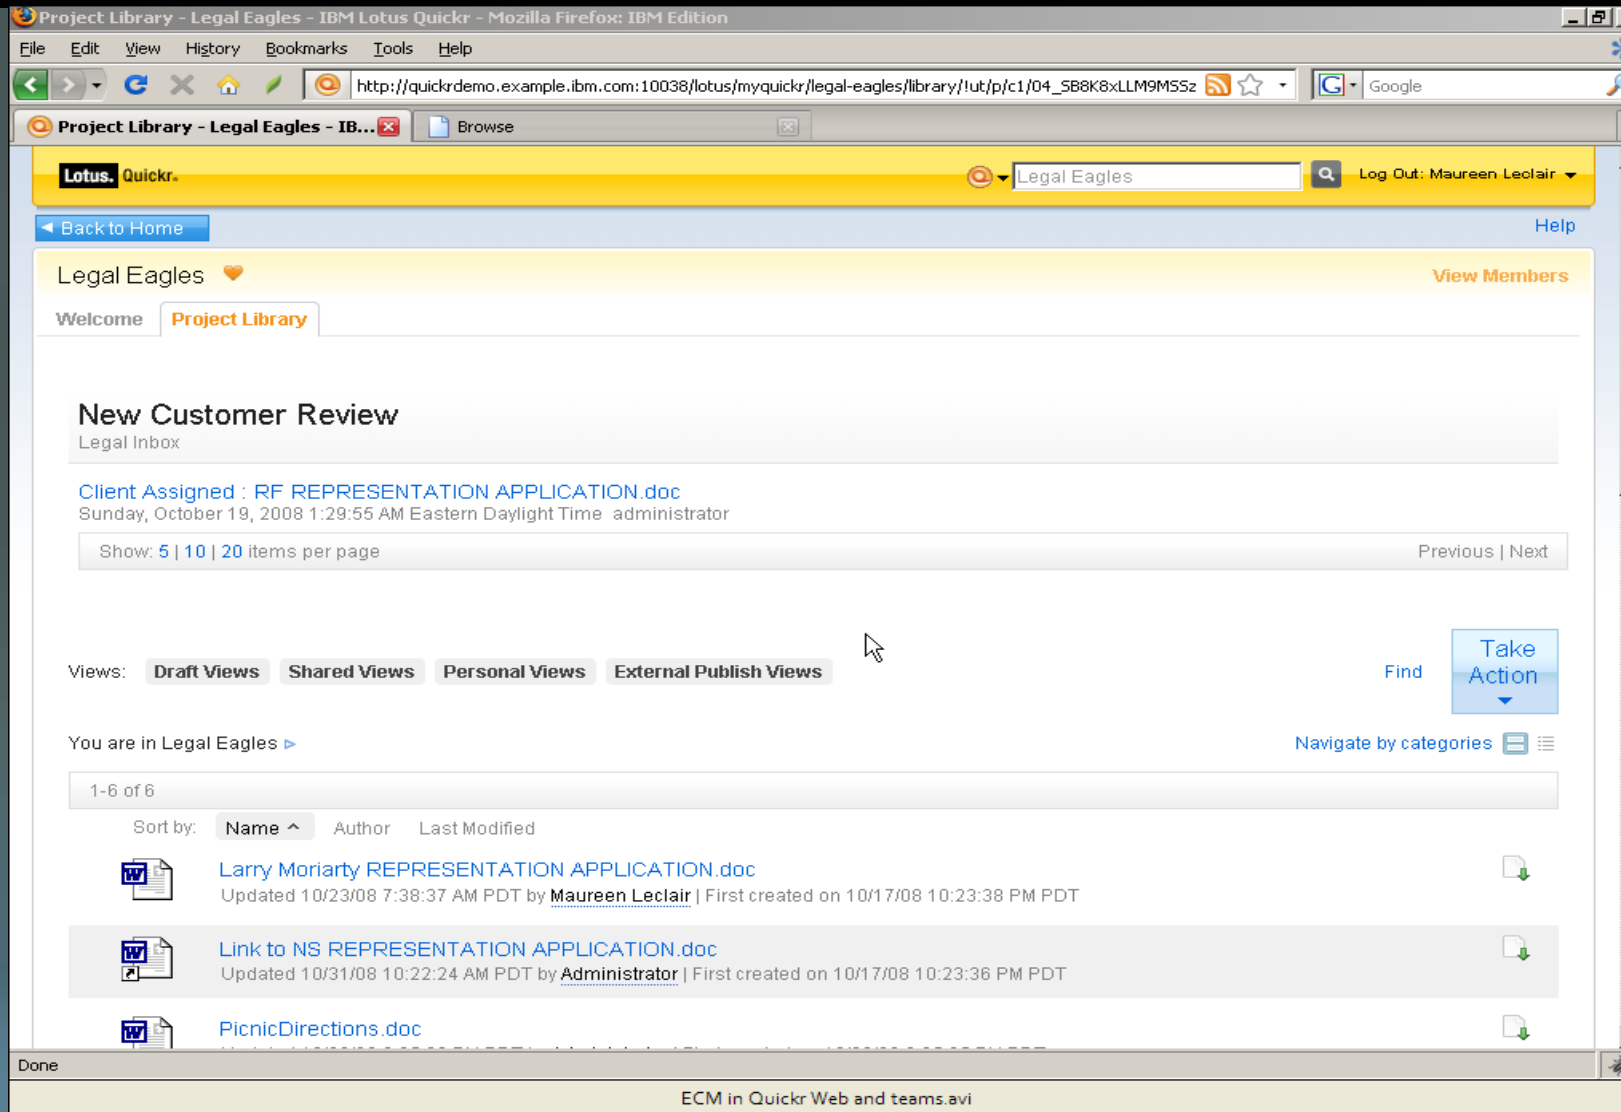 Project Library - Legal Eagles - IBM Lotus Quickr - Mozilla Firefox: IBM Edition
File Edit View History Bookmarks Tools Help
http://quickrdemo.example.ibm.com:10038/lotus/myquickr/legal-eagles/library/!ut/p/c1/04_SB8K8xLLM9MSSz G Google
Project Library - Legal Eagles - IB... Browse
Lotus. Quickr. Legal Eagles Log Out: Maureen Leclair
Back to Home Help
Legal Eagles View Members
Welcome Project Library
New Customer Review
Legal Inbox
Client Assigned : RF REPRESENTATION APPLICATION.doc
Sunday, October 19, 2008 1:29:55 AM Eastern Daylight Time administrator
Show: 5 | 10 | 20 items per page Previous | Next
Views: Draft Views Shared Views Personal Views External Publish Views Find Take
Action
You are in Legal Eagles Navigate by categories
1-6 of 6
Sort by: Name ^ Author Last Modified
Larry Moriarty REPRESENTATION APPLICATION.doc
Updated 10/23/08 7:38:37 AM PDT by Maureen Leclair | First created on 10/17/08 10:23:38 PM PDT
Link to NS REPRESENTATION APPLICATION.doc
Updated 10/31/08 10:22:24 AM PDT by Administrator | First created on 10/17/08 10:23:36 PM PDT
PicnicDirections.doc
Done
ECM in Quickr Web and teams.avi